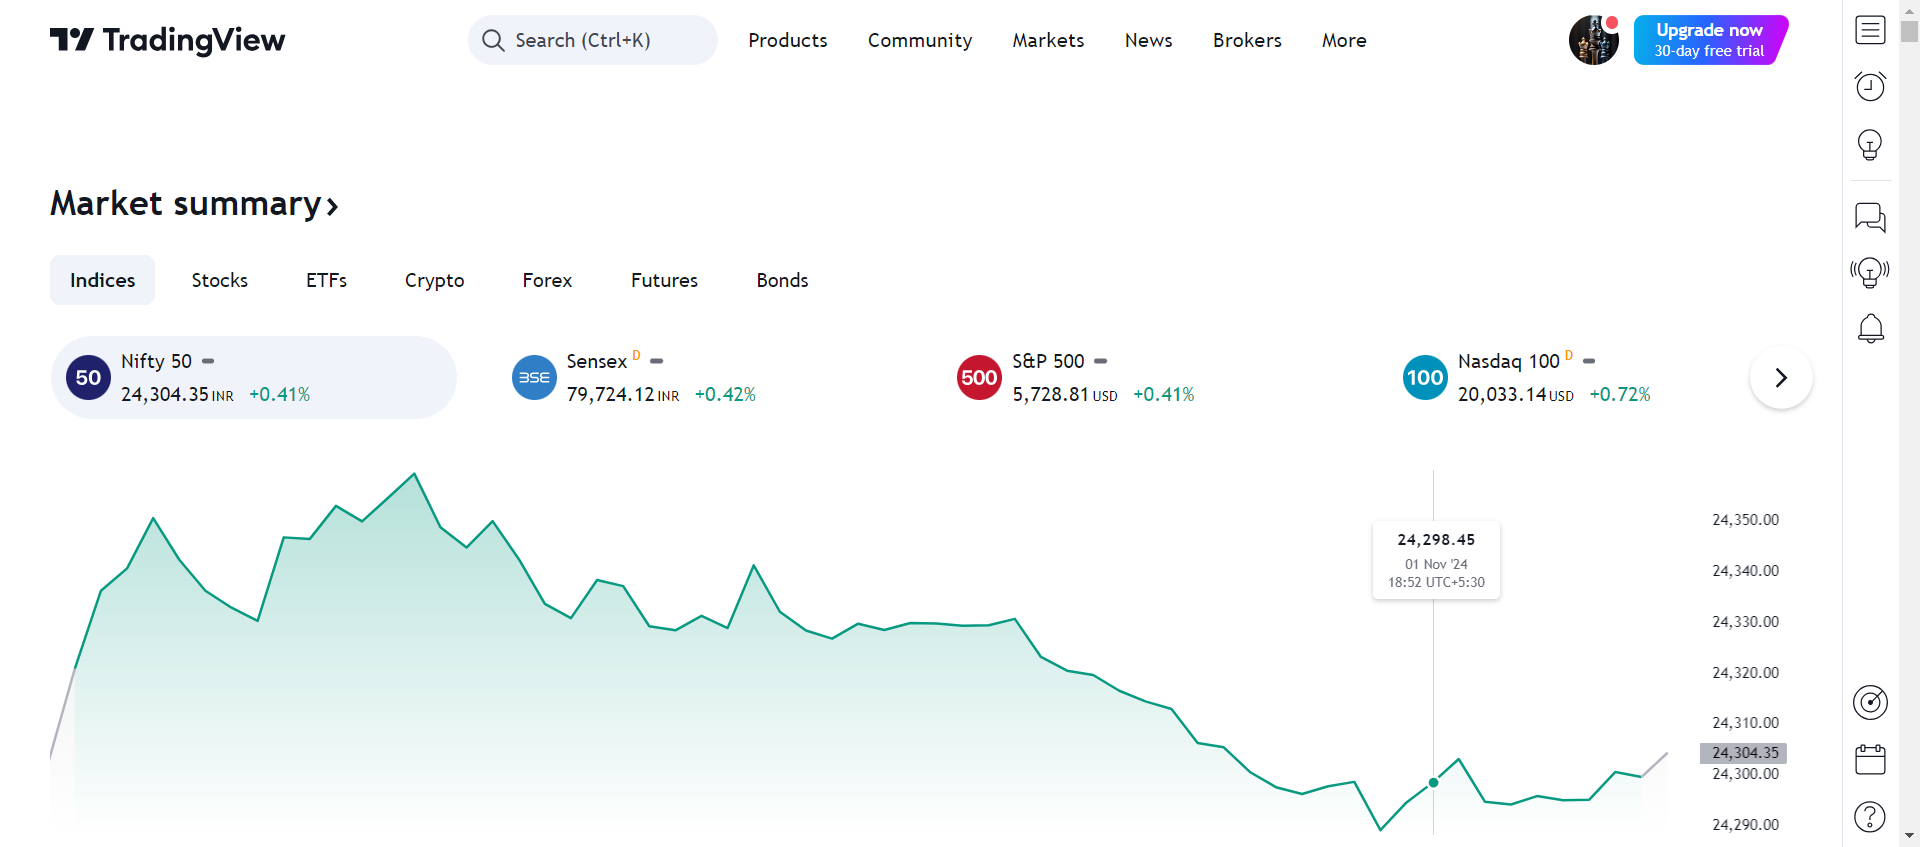 TradingView
Search (Ctrl+K)
Products
Community
Markets
News
Brokers
More
Upgrade now
30-day free trial
Market summary
Indices
Stocks
ETFs
Crypto
Forex
Futures
Bonds
50
Nifty 50
24,304.35 INR +0.41%
BSE
Sensex D
79,724.12 INR +0.42%
500
S&P 500
5,728.81 USD +0.41%
100
Nasdaq 100 D
20,033.14 USD +0.72%
24,298.45
01 Nov '24
18:52 UTC+5:30
24,350.00
24,340.00
24,330.00
24,320.00
24,310.00
24,304.35
24,300.00
24,290.00